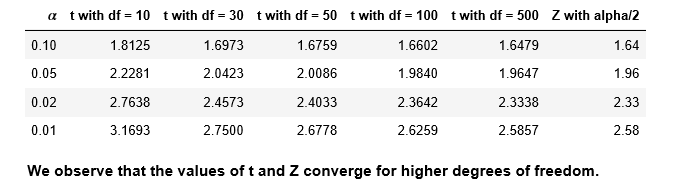 α t with df = 10 t with df = 30 t with df = 50 t with df = 100 t with df = 500 Z with alpha/2
0.10 1.8125 1.6973 1.6759 1.6602 1.6479 1.64
0.05 2.2281 2.0423 2.0086 1.9840 1.9647 1.96
0.02 2.7638 2.4573 2.4033 2.3642 2.3338 2.33
0.01 3.1693 2.7500 2.6778 2.6259 2.5857 2.58
We observe that the values of t and Z converge for higher degrees of freedom.